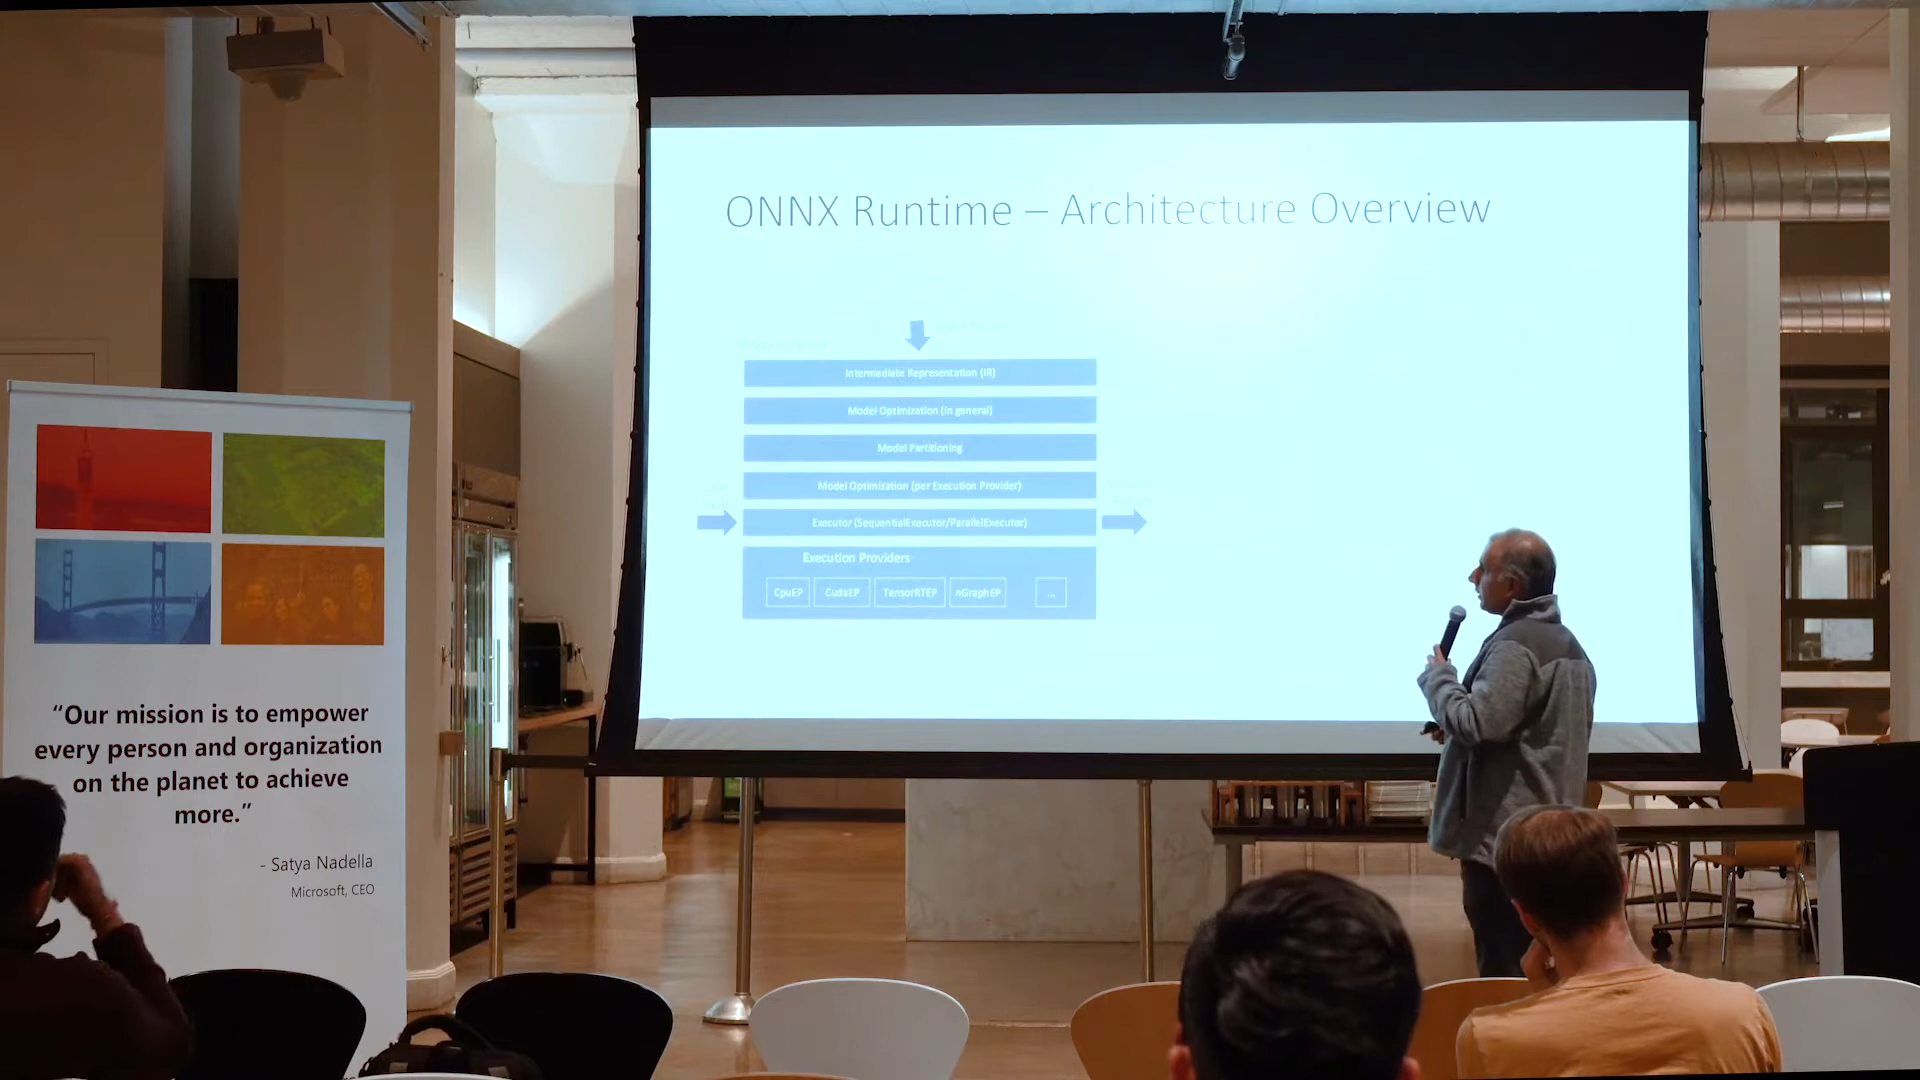 ONNX Runtime – Architecture Overview
Intermediate Representation (IR)
Model Optimization (in general)
Model Partitioning
Model Optimization (per Execution Provider)
Executor (SequentialExecutor/ParallelExecutor)
Execution Providers
CpuEP CudaEP TensorRTEP nGraphEP ...
“Our mission is to empower
every person and organization
on the planet to achieve
more.”
- Satya Nadella
Microsoft, CEO